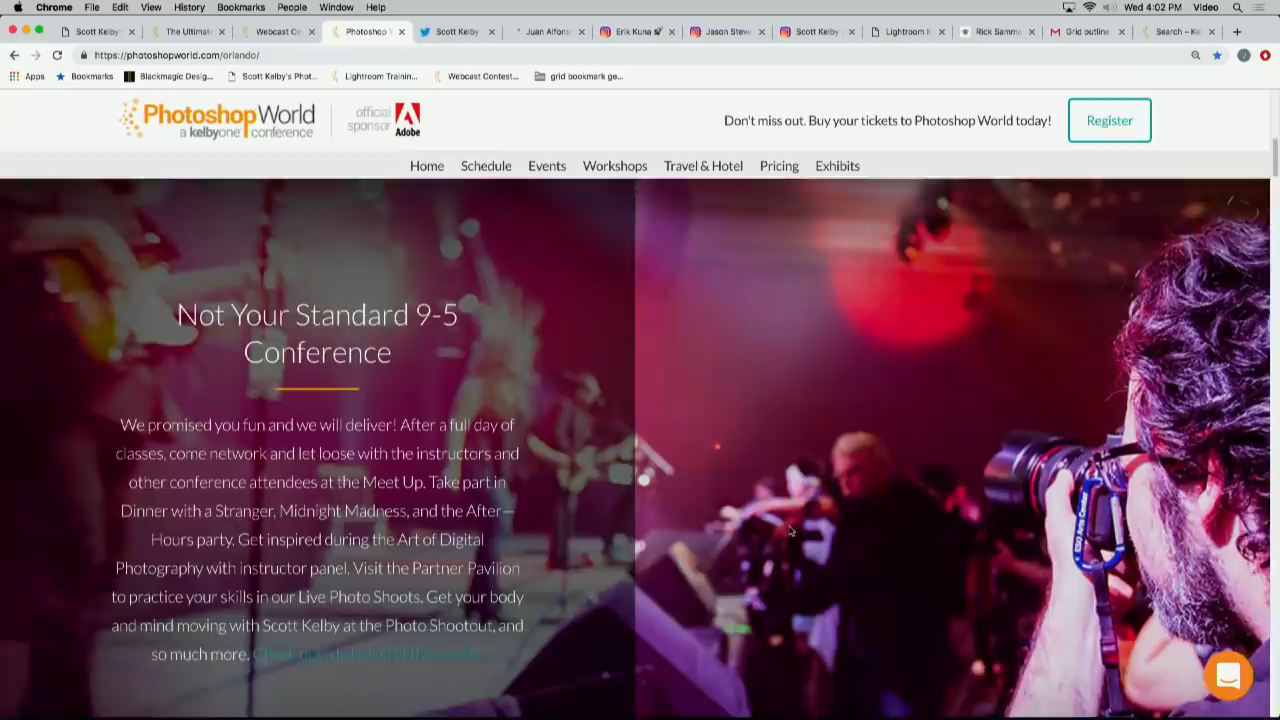 Chrome File Edit View History Bookmarks People Window Help Wed 4:02 PM Video
Scott Kelby The Ultimat Webcast Co Photoshop Scott Kelby Juan Alfons Erik Kuna Jason Steve Scott Kelby Lightroom Rick Sammo Gmail Grid outline Search – Ke
https://photoshopworld.com/orlando/
Apps Bookmarks Blackmagic Desig... Scott Kelby's Phot... Lightroom Trainin... Webcast Contest... grid bookmark ge...
PhotoshopWorld
a kelbyone conference
official
sponsor
Adobe
Don't miss out. Buy your tickets to Photoshop World today!
Register
Home Schedule Events Workshops Travel & Hotel Pricing Exhibits
Not Your Standard 9-5
Conference
We promised you fun and we will deliver! After a full day of
classes, come network and let loose with the instructors and
other conference attendees at the Meet Up. Take part in
Dinner with a Stranger, Midnight Madness, and the After—
Hours party. Get inspired during the Art of Digital
Photography with instructor panel. Visit the Partner Pavilion
to practice your skills in our Live Photo Shoots. Get your body
and mind moving with Scott Kelby at the Photo Shootout, and
so much more.